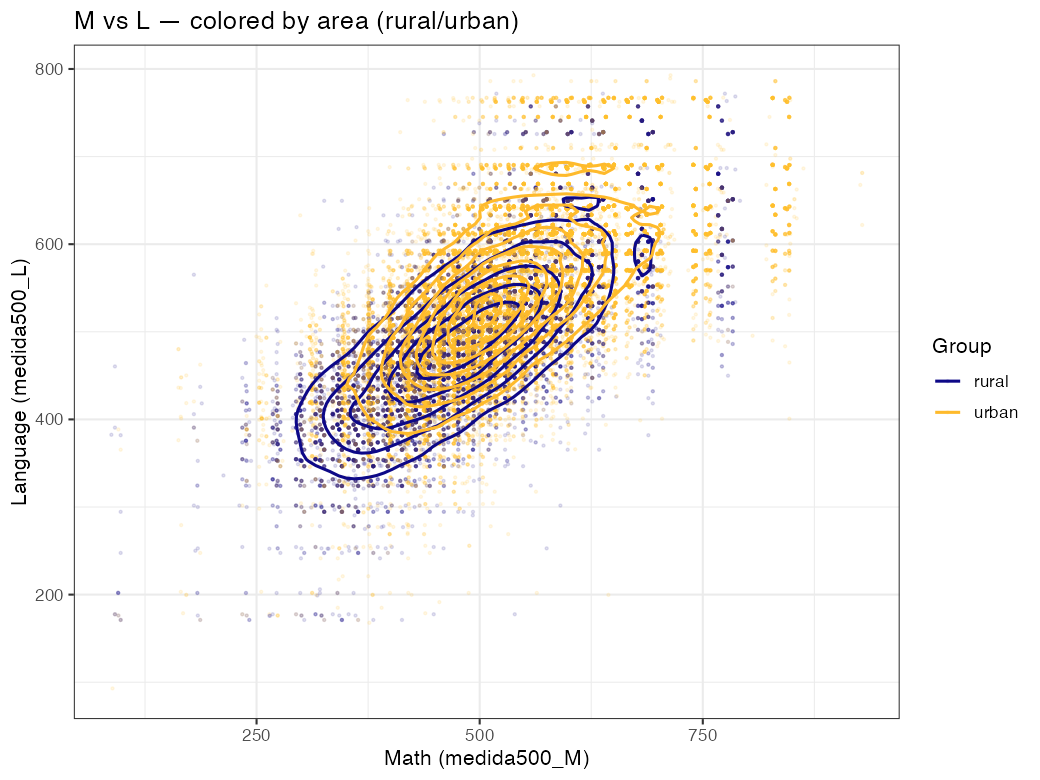 M vs L — colored by area (rural/urban)
800
600
400
200
Language (medida500_L)
250
500
750
Math (medida500_M)
Group
rural
urban